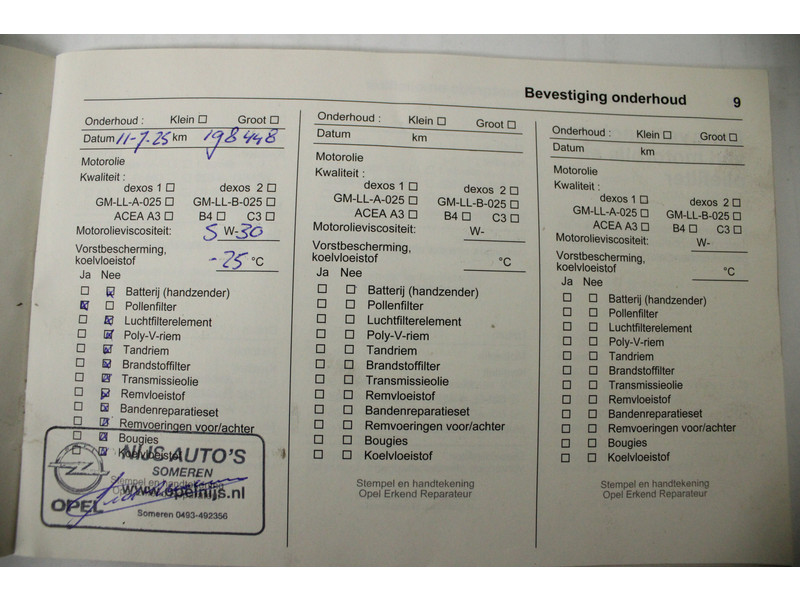 Bevestiging onderhoud 9
Onderhoud : Klein Groot
Datum 11-7-25 km 198448
Motorolie
Kwaliteit :
dexos 1 dexos 2
GM-LL-A-025 GM-LL-B-025
ACEA A3 B4 C3
Motorolieviscositeit: 5 W-30
Vorstbescherming,
koelvloeistof -25 °C
Ja Nee
Batterij (handzender)
Pollenfilter
Luchtfilterelement
Poly-V-riem
Tandriem
Brandstoffilter
Transmissieolie
Remvloeistof
Bandenreparatieset
Remvoeringen voor/achter
Bougies
Koelvloeistof
NIJS AUTO'S
SOMEREN
Stempel en handtekening
www.opelnijs.nl
Opel Erkend Reparateur
OPEL
Someren 0493-492356
Onderhoud : Klein Groot
Datum km
Motorolie
Kwaliteit :
dexos 1 dexos 2
GM-LL-A-025 GM-LL-B-025
ACEA A3 B4 C3
Motorolieviscositeit: W-
Vorstbescherming,
koelvloeistof °C
Ja Nee
Batterij (handzender)
Pollenfilter
Luchtfilterelement
Poly-V-riem
Tandriem
Brandstoffilter
Transmissieolie
Remvloeistof
Bandenreparatieset
Remvoeringen voor/achter
Bougies
Koelvloeistof
Stempel en handtekening
Opel Erkend Reparateur
Onderhoud : Klein Groot
Datum km
Motorolie
Kwaliteit :
dexos 1 dexos 2
GM-LL-A-025 GM-LL-B-025
ACEA A3 B4 C3
Motorolieviscositeit: W-
Vorstbescherming,
koelvloeistof °C
Ja Nee
Batterij (handzender)
Pollenfilter
Luchtfilterelement
Poly-V-riem
Tandriem
Brandstoffilter
Transmissieolie
Remvloeistof
Bandenreparatieset
Remvoeringen voor/achter
Bougies
Koelvloeistof
Stempel en handtekening
Opel Erkend Reparateur